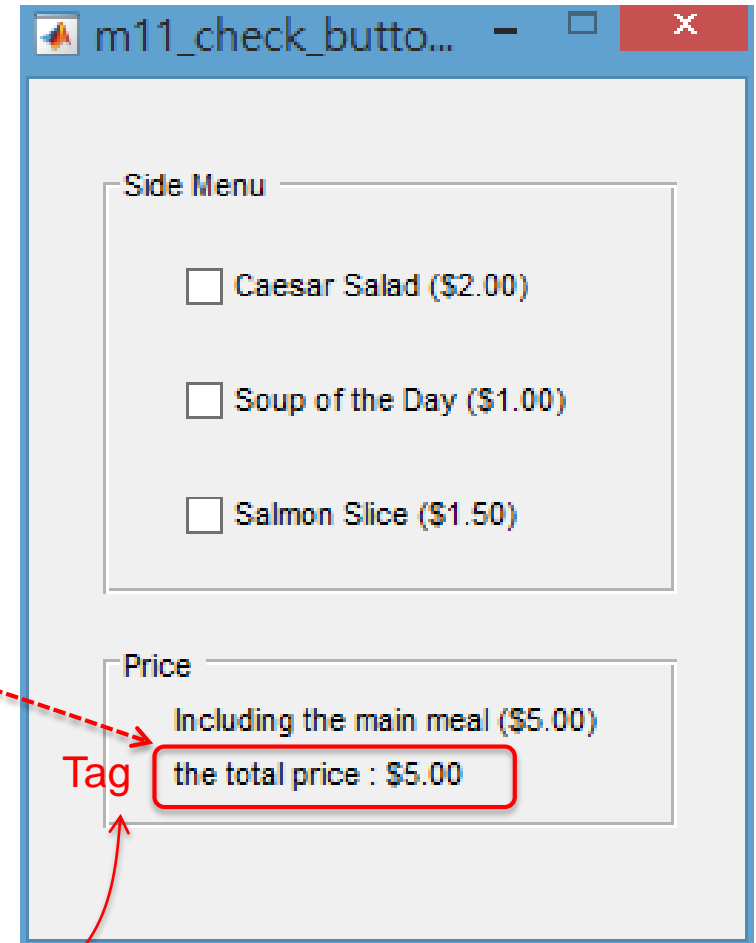 m11_check_butto...
Side Menu
Caesar Salad ($2.00)
Soup of the Day ($1.00)
Salmon Slice ($1.50)
Price
Including the main meal ($5.00)
Tag
the total price : $5.00